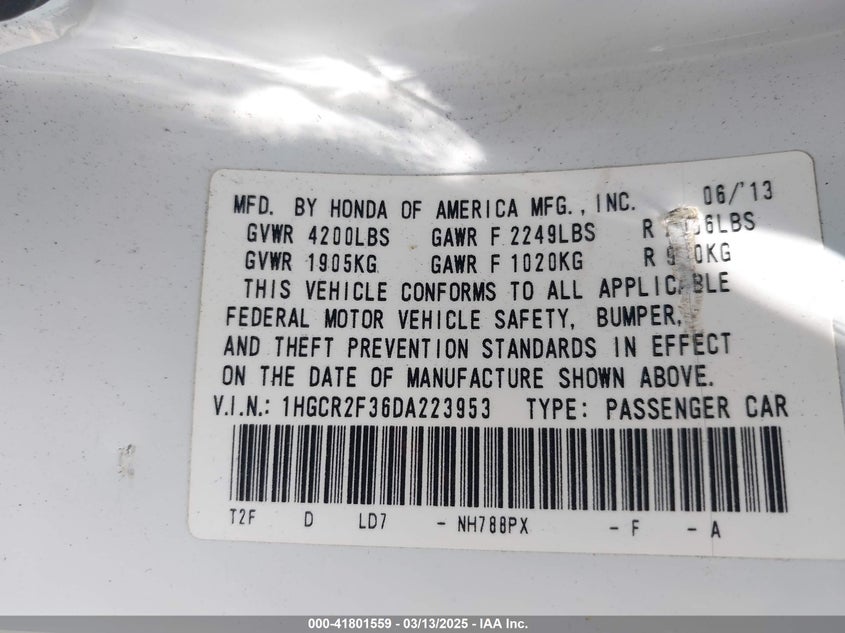 MFD. BY HONDA OF AMERICA MFG., INC. 06/'13
GVWR 4200LBS GAWR F 2249LBS R
GVWR 1905KG GAWR F 1020KG R
THIS VEHICLE CONFORMS TO ALL APPLICABLE
FEDERAL MOTOR VEHICLE SAFETY, BUMPER,
AND THEFT PREVENTION STANDARDS IN EFFECT
ON THE DATE OF MANUFACTURE SHOWN ABOVE.
V.I.N.: 1HGCR2F36DA223953 TYPE: PASSENGER CAR
T2F D LD7 - NH788PX - F - A
000-41801559 - 03/13/2025 - IAA Inc.